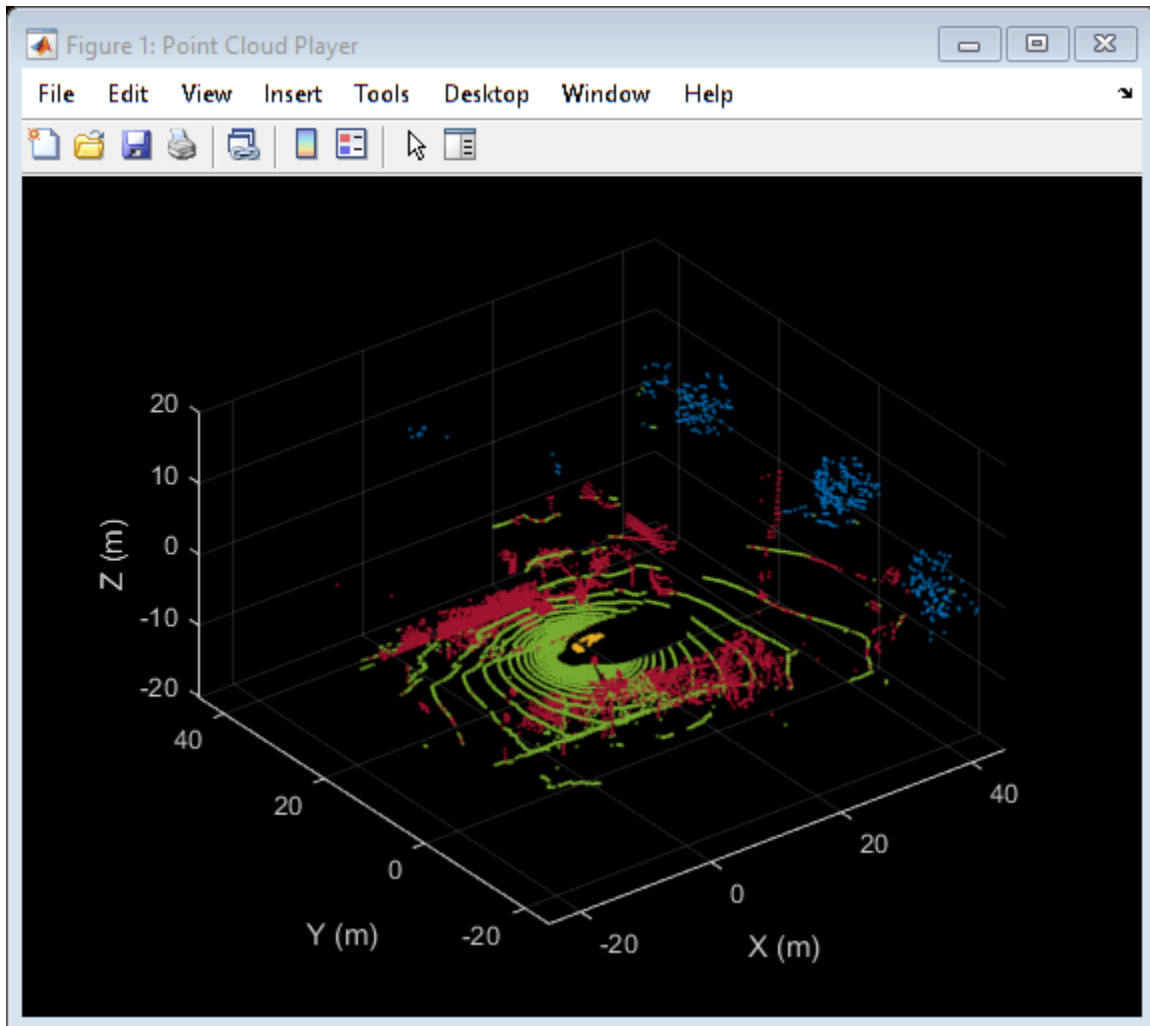 Figure 1: Point Cloud Player
File Edit View Insert Tools Desktop Window Help
20
10
0
-10
-20
Z (m)
40
20
0
-20
Y (m)
-20
0
20
40
X (m)